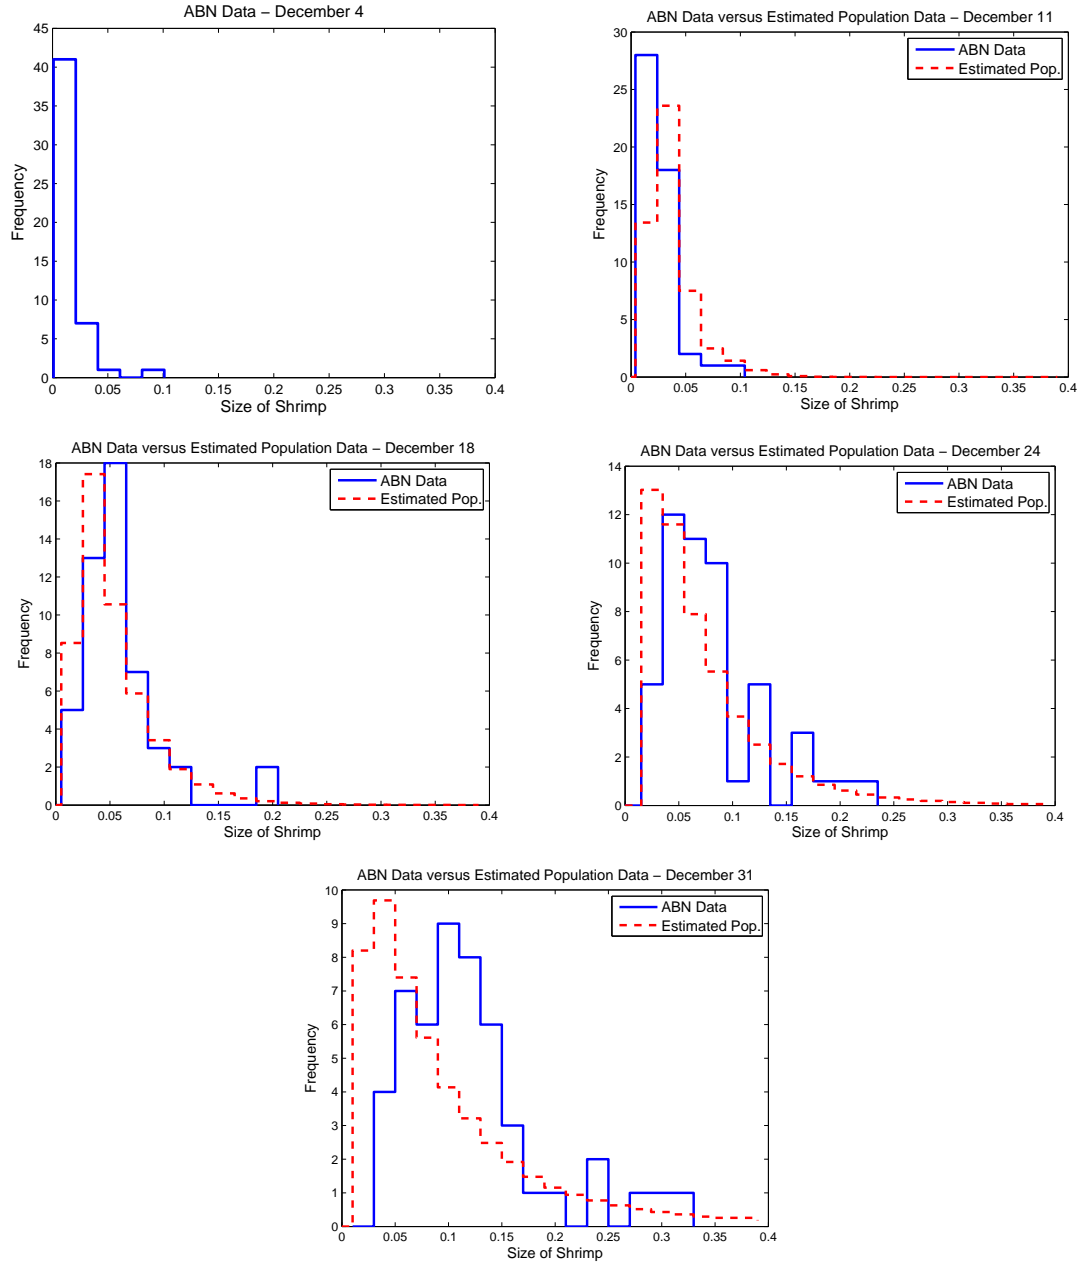 ABN Data − December 4
45
40
35
30
25
20
15
10
5
0
Frequency
0 0.05 0.1 0.15 0.2 0.25 0.3 0.35 0.4
Size of Shrimp
ABN Data versus Estimated Population Data − December 11
30
25
20
15
10
5
0
Frequency
ABN Data
Estimated Pop.
0 0.05 0.1 0.15 0.2 0.25 0.3 0.35 0.4
Size of Shrimp
ABN Data versus Estimated Population Data − December 18
18
16
14
12
10
8
6
4
2
0
Frequency
ABN Data
Estimated Pop.
0 0.05 0.1 0.15 0.2 0.25 0.3 0.35 0.4
Size of Shrimp
ABN Data versus Estimated Population Data − December 24
14
12
10
8
6
4
2
0
Frequency
ABN Data
Estimated Pop.
0 0.05 0.1 0.15 0.2 0.25 0.3 0.35 0.4
Size of Shrimp
ABN Data versus Estimated Population Data − December 31
10
9
8
7
6
5
4
3
2
1
0
Frequency
ABN Data
Estimated Pop.
0 0.05 0.1 0.15 0.2 0.25 0.3 0.35 0.4
Size of Shrimp